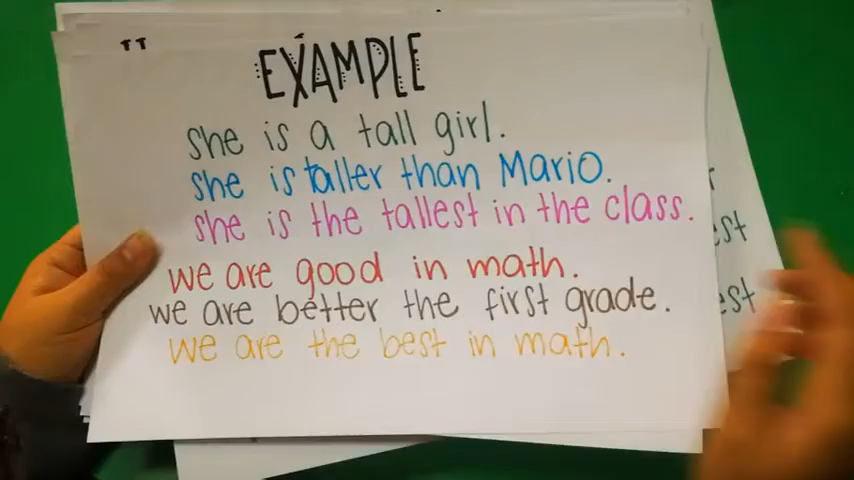 EXAMPLE
she is a tall girl.
she is taller than Mario.
she is the tallest in the class.
we are good in math.
we are better the first grade.
we are the best in math.